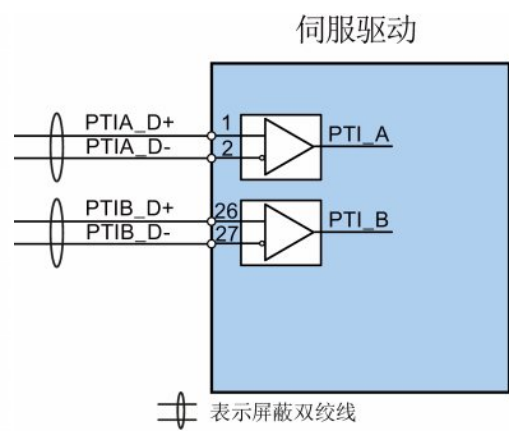 伺服驱动
PTIA_D+ 1
PTI_A
PTIA_D- 2
PTIB_D+ 26
PTI_B
PTIB_D- 27
表示屏蔽双绞线